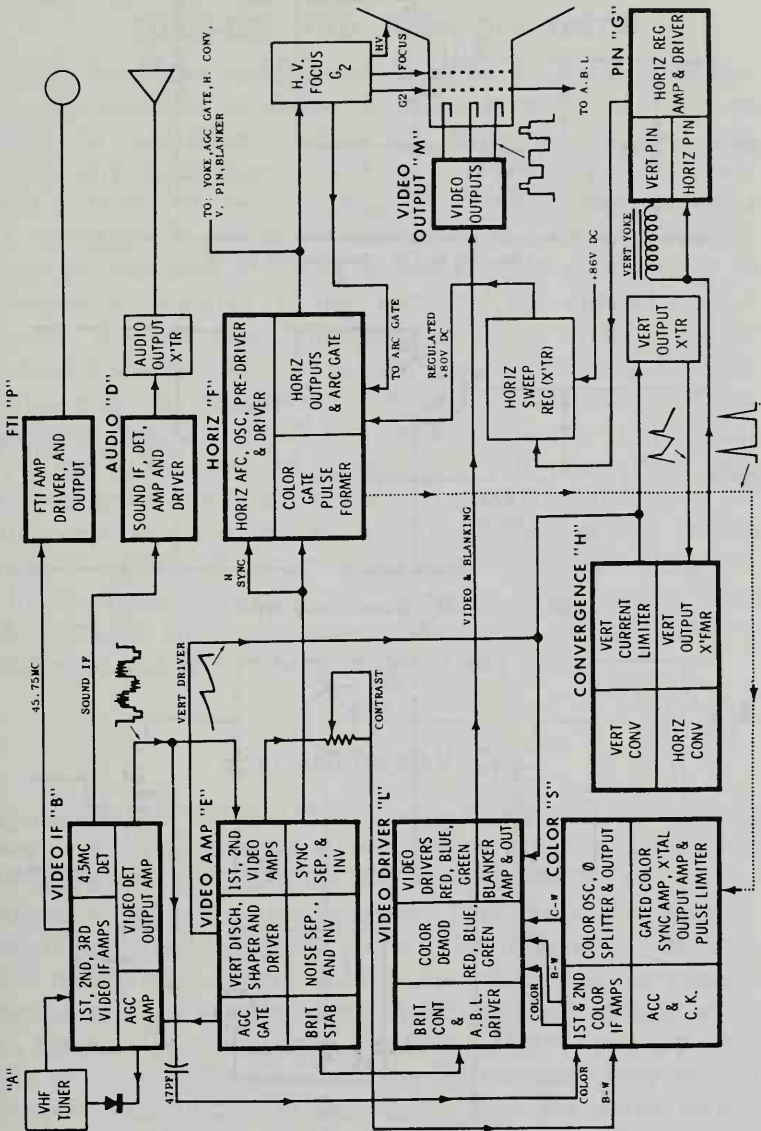 "A"
VHF
TUNER
VIDEO IF "B"
1ST, 2ND, 3RD
VIDEO IF AMPS
4.5MC
DET
AGC
AMP
VIDEO DET
OUTPUT AMP
45.75MC
FTI "P"
FTI AMP
DRIVER, AND
OUTPUT
SOUND IF
AUDIO "D"
SOUND IF, DET,
AMP AND
DRIVER
AUDIO
OUTPUT
X'TR
47PF
VIDEO AMP "E"
AGC
GATE
VERT DISCH,
SHAPER AND
DRIVER
1ST, 2ND
VIDEO
AMPS
BRIT
STAB
NOISE SEP.,
AND INV
SYNC
SEP. &
INV
VERT DRIVER
N
SYNC
CONTRAST
HORIZ "F"
HORIZ AFC, OSC, PRE-DRIVER
& DRIVER
COLOR
GATE
PULSE
FORMER
HORIZ
OUTPUTS
& ARC GATE
TO: YOKE, AGC GATE, H. CONV,
V. PIN, BLANKER
H.V.
FOCUS
G2
HV
FOCUS
G2
TO A.B.L
TO ARC GATE
REGULATED
+80V DC
VIDEO DRIVER "L"
BRIT
CONT
&
A.B.L.
DRIVER
COLOR
DEMOD
RED, BLUE,
GREEN
VIDEO
DRIVERS
RED, BLUE,
GREEN
BLANKER
AMP & OUT
VIDEO & BLANKING
VIDEO
OUTPUT "M"
VIDEO
OUTPUTS
HORIZ
SWEEP
REG (X'TR)
+86V DC
COLOR
B-W
C-W
COLOR
B-W
COLOR "S"
1ST & 2ND
COLOR
IF AMPS
COLOR OSC, Ø
SPLITTER & OUTPUT
ACC
&
C.K.
GATED COLOR
SYNC AMP, X'TAL
OUTPUT AMP &
PULSE LIMITER
CONVERGENCE "H"
VERT
CONV
VERT
CURRENT
LIMITER
HORIZ
CONV
VERT
OUTPUT
X'FMR
VERT
OUTPUT
X'TR
VERT YOKE
PIN "G"
VERT PIN
HORIZ PIN
HORIZ REG
AMP & DRIVER